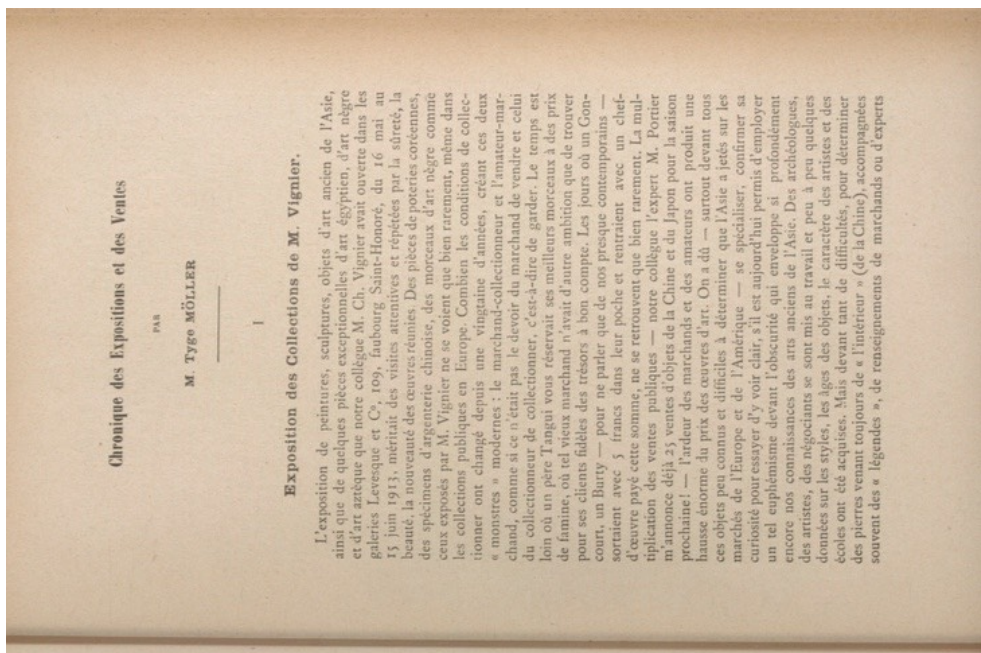 Chronique des Expositions et des Ventes
PAR
M. Tyge MÖLLER
I
Exposition des Collections de M. Vignier.
L'exposition de peintures, sculptures, objets d'art ancien de l'Asie,
ainsi que de quelques pièces exceptionnelles d'art égyptien, d'art nègre
et d'art aztèque que notre collègue M. Ch. Vignier avait ouverte dans les
galeries Levesque et Cº, 109, faubourg Saint-Honoré, du 16 mai au
15 juin 1913, méritait des visites attentives et répétées par la sûreté, la
beauté, la nouveauté des œuvres réunies. Des pièces de poteries coréennes,
des spécimens d'argenterie chinoise, des morceaux d'art nègre comme
ceux exposés par M. Vignier ne se voient que bien rarement, même dans
les collections publiques en Europe. Combien les conditions de collec-
tionner ont changé depuis une vingtaine d'années, créant ces deux
« monstres » modernes : le marchand-collectionneur et l'amateur-mar-
chand, comme si ce n'était pas le devoir du marchand de vendre et celui
du collectionneur de collectionner, c'est-à-dire de garder. Le temps est
loin où un père Tangui vous réservait ses meilleurs morceaux à des prix
de famine, où tel vieux marchand n'avait d'autre ambition que de trouver
pour ses clients fidèles des trésors à bon compte. Les jours où un Gon-
court, un Burty — pour ne parler que de nos presque contemporains —
sortaient avec 5 francs dans leur poche et rentraient avec un chef-
d'œuvre payé cette somme, ne se retrouvent que bien rarement. La mul-
tiplication des ventes publiques — notre collègue l'expert M. Portier
m'annonce déjà 23 ventes d'objets de la Chine et du Japon pour la saison
prochaine ! — l'ardeur des marchands et des amateurs ont produit une
hausse énorme du prix des œuvres d'art. On a dû — surtout devant tous
ces objets peu connus et difficiles à déterminer que l'Asie a jetés sur les
marchés de l'Europe et de l'Amérique — se spécialiser, confirmer sa
curiosité pour essayer d'y voir clair, s'il est aujourd'hui permis d'employer
un tel euphémisme devant l'obscurité qui enveloppe si profondément
encore nos connaissances des arts anciens de l'Asie. Des archéologues,
des artistes, des négociants se sont mis au travail et peu à peu quelques
données sur les styles, les âges des objets, le caractère des artistes et des
écoles ont été acquises. Mais devant tant de difficultés, pour déterminer
des pierres venant toujours de « l'intérieur » (de la Chine), accompagnées
souvent des « légendes », de renseignements de marchands ou d'experts